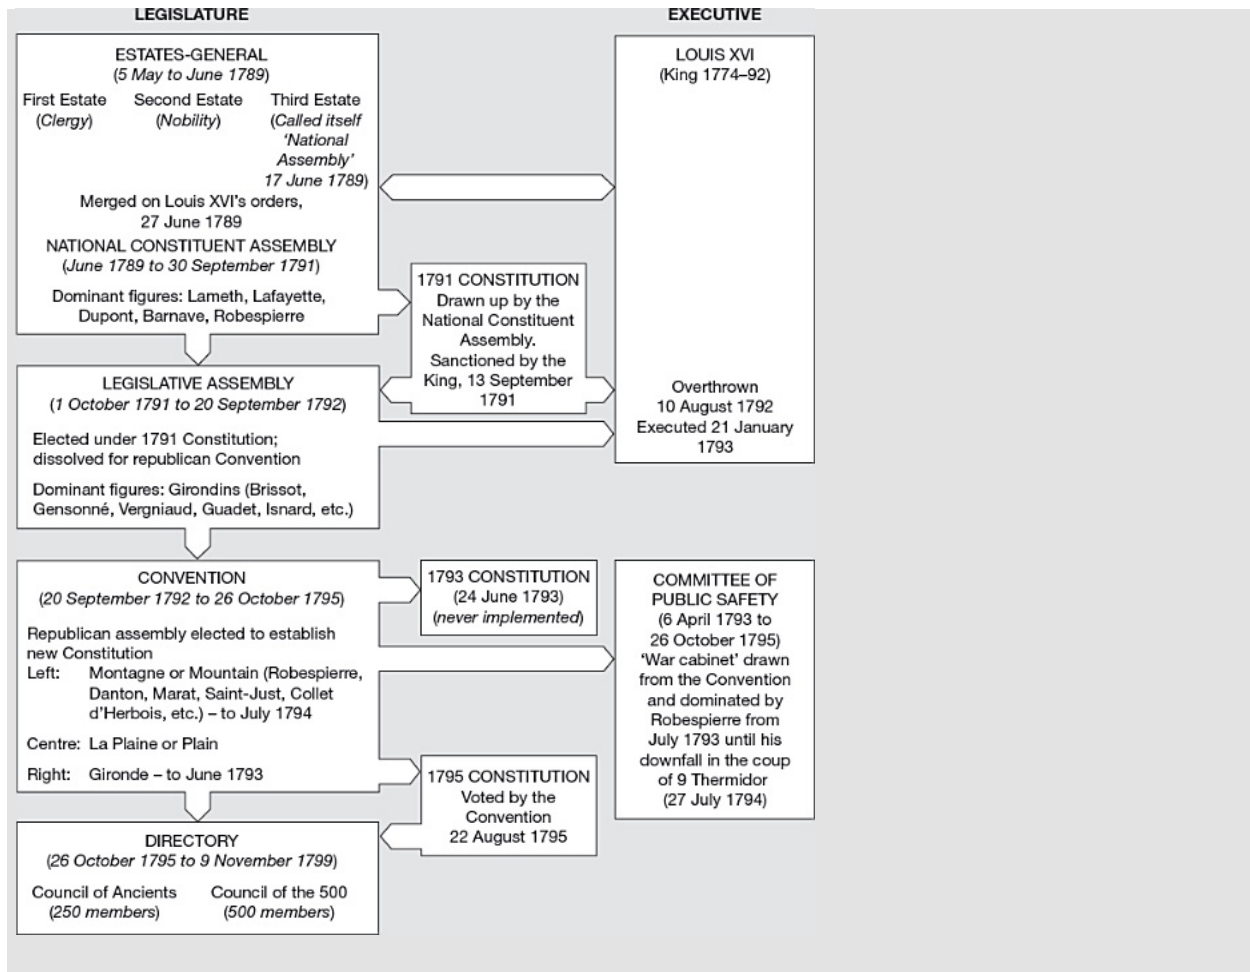 LEGISLATURE
EXECUTIVE
ESTATES-GENERAL
(5 May to June 1789)
First Estate
(Clergy)
Second Estate
(Nobility)
Third Estate
(Called itself
‘National
Assembly’
17 June 1789)
Merged on Louis XVI’s orders,
27 June 1789
NATIONAL CONSTITUENT ASSEMBLY
(June 1789 to 30 September 1791)
Dominant figures: Lameth, Lafayette,
Dupont, Barnave, Robespierre
LOUIS XVI
(King 1774–92)
Overthrown
10 August 1792
Executed 21 January
1793
1791 CONSTITUTION
Drawn up by the
National Constituent
Assembly.
Sanctioned by the
King, 13 September
1791
LEGISLATIVE ASSEMBLY
(1 October 1791 to 20 September 1792)
Elected under 1791 Constitution;
dissolved for republican Convention
Dominant figures: Girondins (Brissot,
Gensonné, Vergniaud, Guadet, Isnard, etc.)
CONVENTION
(20 September 1792 to 26 October 1795)
Republican assembly elected to establish
new Constitution
Left: Montagne or Mountain (Robespierre,
Danton, Marat, Saint-Just, Collet
d’Herbois, etc.) – to July 1794
Centre: La Plaine or Plain
Right: Gironde – to June 1793
1793 CONSTITUTION
(24 June 1793)
(never implemented)
COMMITTEE OF
PUBLIC SAFETY
(6 April 1793 to
26 October 1795)
‘War cabinet’ drawn
from the Convention
and dominated by
Robespierre from
July 1793 until his
downfall in the coup
of 9 Thermidor
(27 July 1794)
1795 CONSTITUTION
Voted by the
Convention
22 August 1795
DIRECTORY
(26 October 1795 to 9 November 1799)
Council of Ancients
(250 members)
Council of the 500
(500 members)